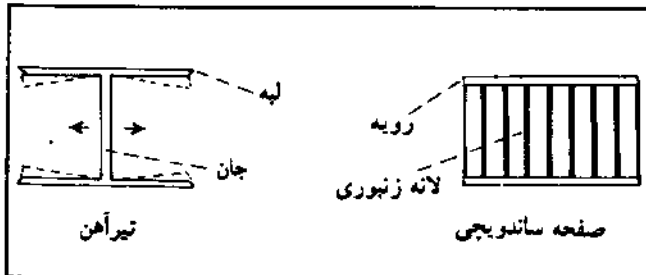 رویه
لانه زنبوری
صفحه ساندویچی
لبه
جان
تیرآهن